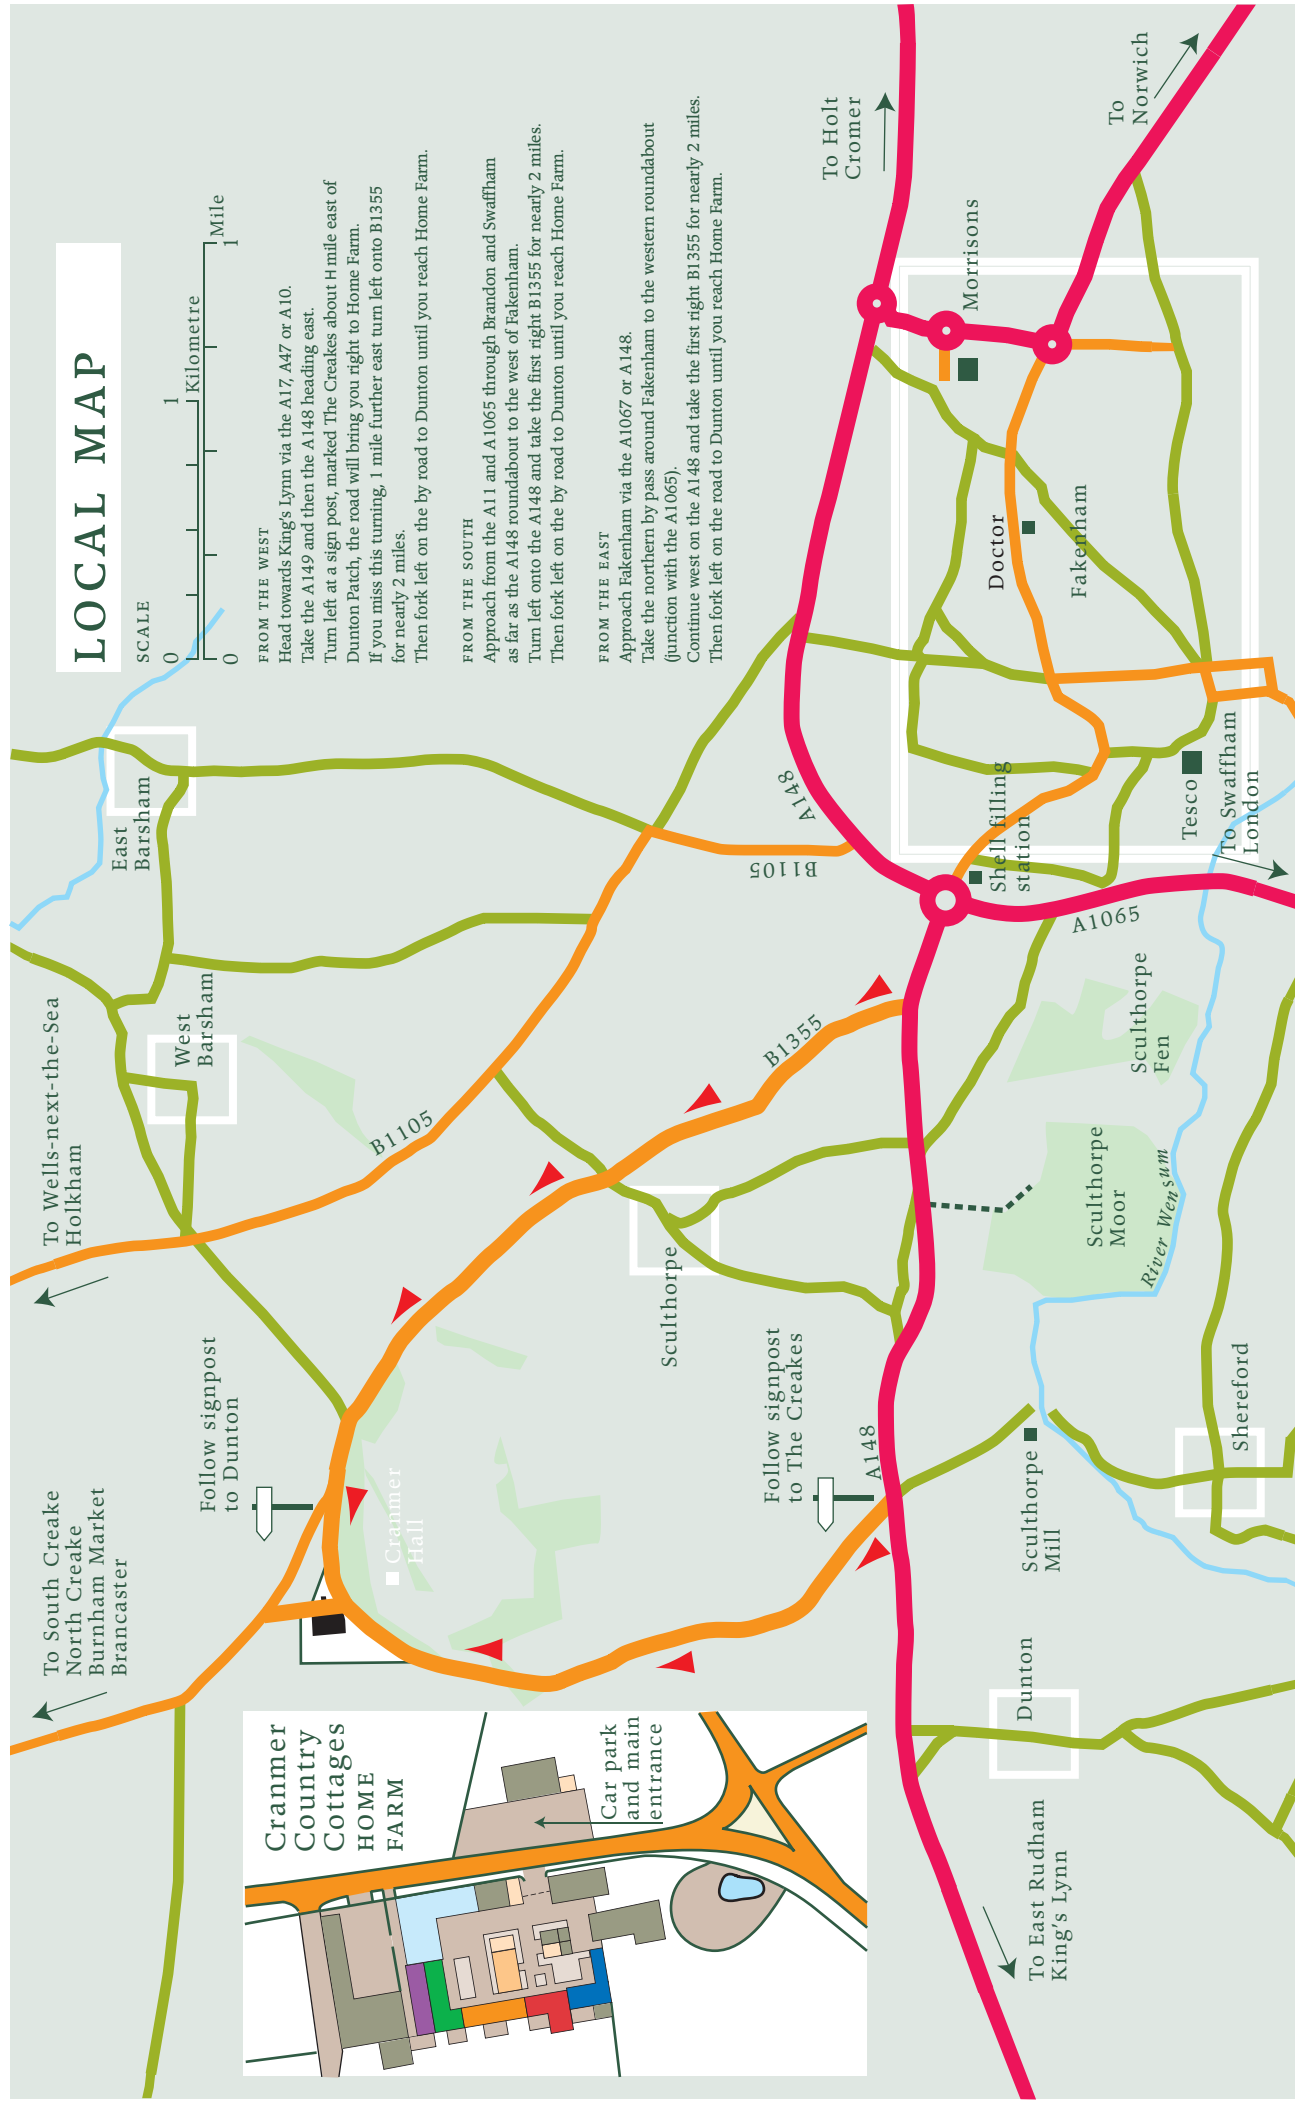 LOCAL MAP
SCALE
0
1
Kilometre
0
1
Mile
FROM THE WEST
Head towards King's Lynn via the A17, A47 or A10.
Take the A149 and then the A148 heading east.
Turn left at a sign post, marked The Creakes about H mile east of
Dunton Patch, the road will bring you right to Home Farm.
If you miss this turning, 1 mile further east turn left onto B1355
for nearly 2 miles.
Then fork left on the by road to Dunton until you reach Home Farm.
FROM THE SOUTH
Approach from the A11 and A1065 through Brandon and Swaffham
as far as the A148 roundabout to the west of Fakenham.
Turn left onto the A148 and take the first right B1355 for nearly 2 miles.
Then fork left on the by road to Dunton until you reach Home Farm.
FROM THE EAST
Approach Fakenham via the A1067 or A148.
Take the northern by pass around Fakenham to the western roundabout
(junction with the A1065).
Continue west on the A148 and take the first right B1355 for nearly 2 miles.
Then fork left on the road to Dunton until you reach Home Farm.
To South Creake
North Creake
Burnham Market
Brancaster
To Wells-next-the-Sea
Holkham
East
Barsham
West
Barsham
Follow signpost
to Dunton
B1105
B1105
B1355
Cranmer
Hall
Sculthorpe
Follow signpost
to The Creakes
A148
A148
To Holt
Cromer
To
Norwich
Morrisons
Doctor
Fakenham
Shell filling
station
Tesco
To Swaffham
London
A1065
Sculthorpe
Fen
Sculthorpe
Moor
River Wensum
Sculthorpe
Mill
Shereford
Dunton
To East Rudham
King's Lynn
Cranmer
Country
Cottages
HOME
FARM
Car park
and main
entrance